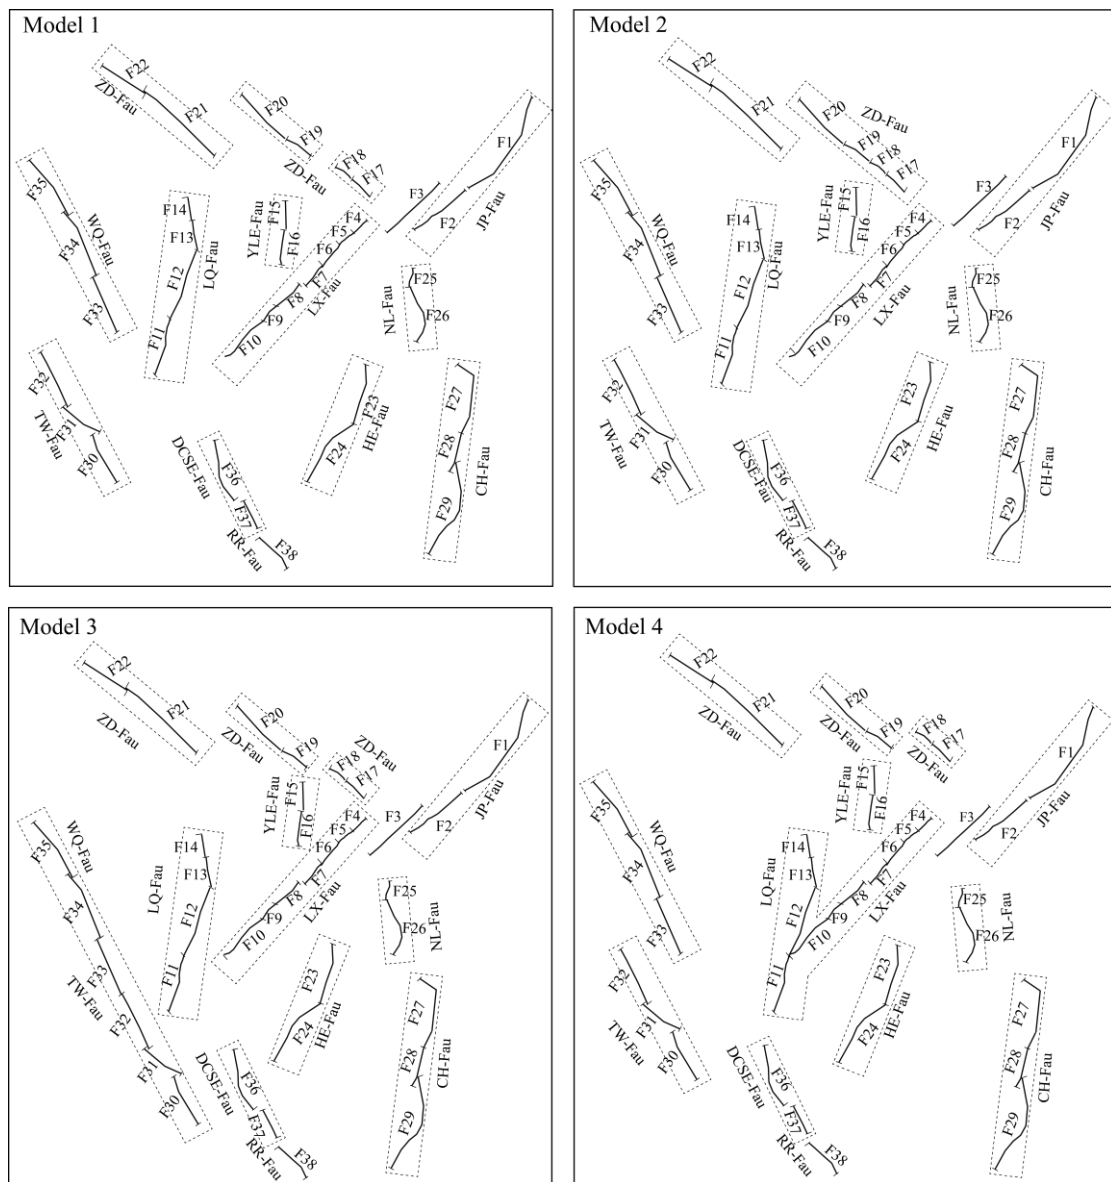 Model 1
F22
ZD-Fau
F21
F20
F19
ZD-Fau
F18
F17
F1
F3
F2
JP-Fau
F35
WQ-Fau
F34
F33
F14
F13
F12
LQ-Fau
F11
YLE-Fau
F15
F16
F4
F5
F6
F7
F8
LX-Fau
F9
F10
F25
NL-Fau
F26
F32
F31
TW-Fau
F30
F23
F24
HE-Fau
F27
F28
CH-Fau
F29
DCSE-Fau
F36
F37
RR-Fau
F38
Model 2
F22
F21
F20
ZD-Fau
F19
F18
F17
F1
F3
F2
JP-Fau
F35
WQ-Fau
F34
F33
F14
F13
F12
LQ-Fau
F11
YLE-Fau
F15
F16
F4
F5
F6
F7
F8
LX-Fau
F9
F10
F25
NL-Fau
F26
F32
F31
TW-Fau
F30
F23
F24
HE-Fau
F27
F28
CH-Fau
F29
DCSE-Fau
F36
F37
RR-Fau
F38
Model 3
F22
F21
ZD-Fau
F20
F19
ZD-Fau
ZD-Fau
F18
F17
F1
F3
F2
JP-Fau
F35
WQ-Fau
F34
F33
TW-Fau
F32
F31
F30
F14
F13
LQ-Fau
F12
F11
YLE-Fau
F15
F16
F4
F5
F6
F7
F8
LX-Fau
F9
F10
F25
NL-Fau
F26
F23
F24
HE-Fau
F27
F28
CH-Fau
F29
DCSE-Fau
F36
F37
RR-Fau
F38
Model 4
F22
F21
ZD-Fau
F20
F19
ZD-Fau
F18
F17
ZD-Fau
F1
F3
F2
JP-Fau
F35
WQ-Fau
F34
F33
F14
F13
LQ-Fau
F12
F11
YLE-Fau
F15
F16
F4
F5
F6
F7
F8
LX-Fau
F9
F10
F25
NL-Fau
F26
F32
F31
TW-Fau
F30
F23
F24
HE-Fau
F27
F28
CH-Fau
F29
DCSE-Fau
F36
F37
RR-Fau
F38